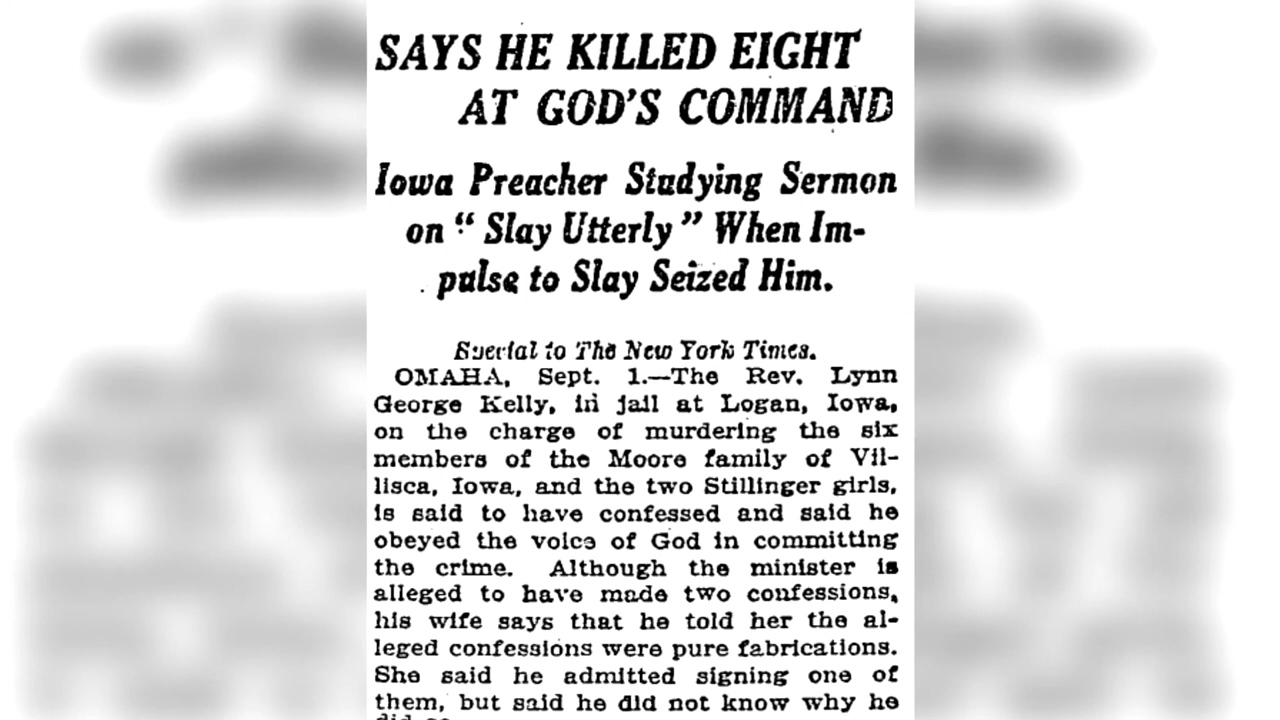 SAYS HE KILLED EIGHT
AT GOD'S COMMAND
Iowa Preacher Studying Sermon
on “ Slay Utterly ” When Im-
pulse to Slay Seized Him.
Special to The New York Times.
OMAHA, Sept. 1.—The Rev. Lynn
George Kelly, in jail at Logan, Iowa,
on the charge of murdering the six
members of the Moore family of Vil-
lisca, Iowa, and the two Stillinger girls,
is said to have confessed and said he
obeyed the voice of God in committing
the crime. Although the minister is
alleged to have made two confessions,
his wife says that he told her the al-
leged confessions were pure fabrications.
She said he admitted signing one of
them, but said he did not know why he